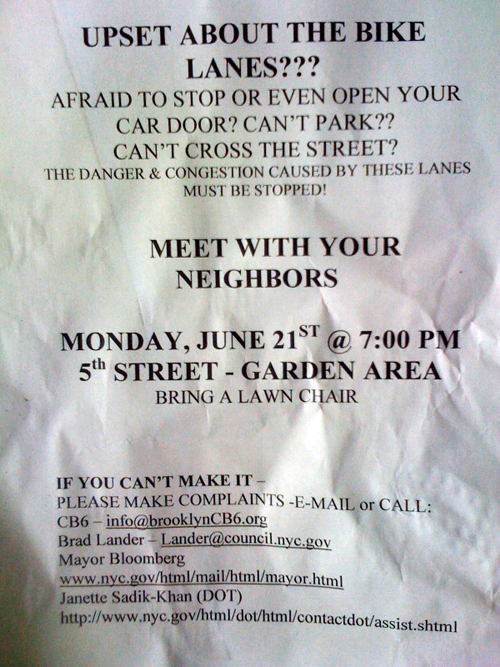 UPSET ABOUT THE BIKE
LANES???
AFRAID TO STOP OR EVEN OPEN YOUR
CAR DOOR? CAN'T PARK??
CAN'T CROSS THE STREET?
THE DANGER & CONGESTION CAUSED BY THESE LANES
MUST BE STOPPED!
MEET WITH YOUR
NEIGHBORS
MONDAY, JUNE 21ST @ 7:00 PM
5th STREET - GARDEN AREA
BRING A LAWN CHAIR
IF YOU CAN'T MAKE IT –
PLEASE MAKE COMPLAINTS -E-MAIL or CALL:
CB6 – info@brooklynCB6.org
Brad Lander – Lander@council.nyc.gov
Mayor Bloomberg
www.nyc.gov/html/mail/html/mayor.html
Janette Sadik-Khan (DOT)
http://www.nyc.gov/html/dot/html/contactdot/assist.shtml